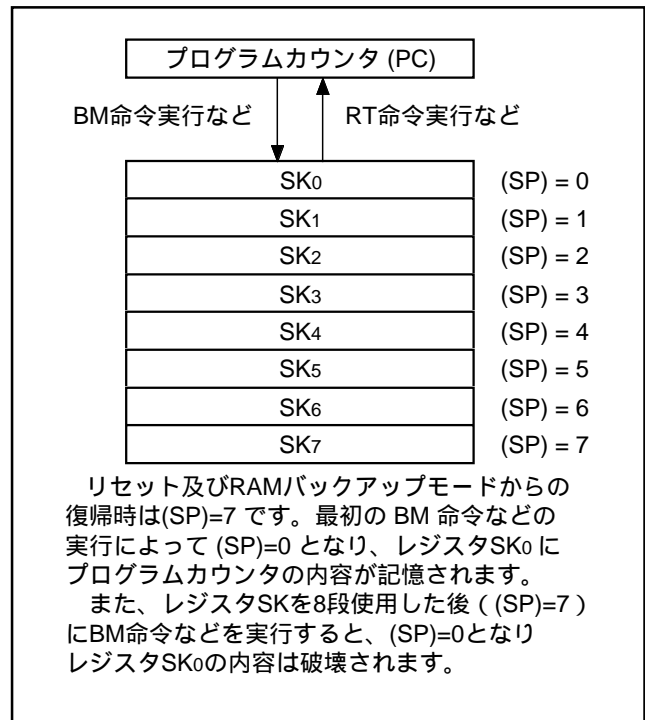 プログラムカウンタ (PC)
BM命令実行など RT命令実行など
SK0 (SP) = 0
SK1 (SP) = 1
SK2 (SP) = 2
SK3 (SP) = 3
SK4 (SP) = 4
SK5 (SP) = 5
SK6 (SP) = 6
SK7 (SP) = 7
リセット及びRAMバックアップモードからの
復帰時は(SP)=7 です。最初の BM 命令などの
実行によって (SP)=0 となり、レジスタSK0 に
プログラムカウンタの内容が記憶されます。
また、レジスタSKを8段使用した後 ( (SP)=7 )
にBM命令などを実行すると、(SP)=0となり
レジスタSK0の内容は破壊されます。